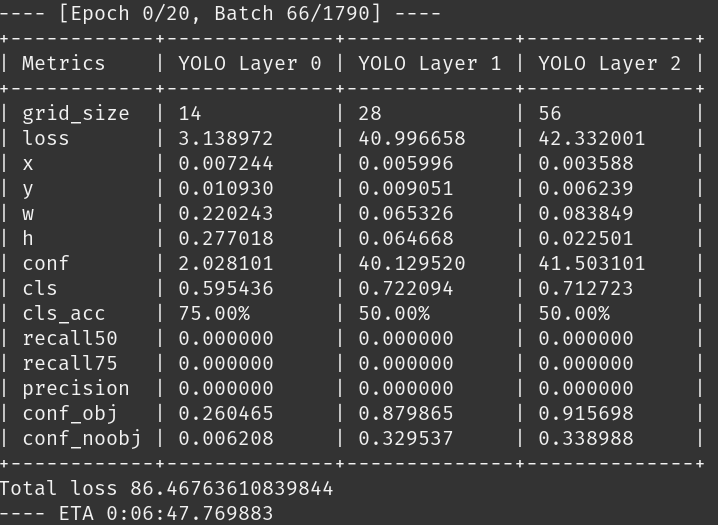 ---- [Epoch 0/20, Batch 66/1790] ----
+------------+--------------+--------------+--------------+
| Metrics    | YOLO Layer 0 | YOLO Layer 1 | YOLO Layer 2 |
+------------+--------------+--------------+--------------+
| grid_size  | 14           | 28           | 56           |
| loss       | 3.138972     | 40.996658    | 42.332001    |
| x          | 0.007244     | 0.005996     | 0.003588     |
| y          | 0.010930     | 0.009051     | 0.006239     |
| w          | 0.220243     | 0.065326     | 0.083849     |
| h          | 0.277018     | 0.064668     | 0.022501     |
| conf       | 2.028101     | 40.129520    | 41.503101    |
| cls        | 0.595436     | 0.722094     | 0.712723     |
| cls_acc    | 75.00%       | 50.00%       | 50.00%       |
| recall50   | 0.000000     | 0.000000     | 0.000000     |
| recall75   | 0.000000     | 0.000000     | 0.000000     |
| precision  | 0.000000     | 0.000000     | 0.000000     |
| conf_obj   | 0.260465     | 0.879865     | 0.915698     |
| conf_noobj | 0.006208     | 0.329537     | 0.338988     |
+------------+--------------+--------------+--------------+
Total loss 86.46763610839844
---- ETA 0:06:47.769883